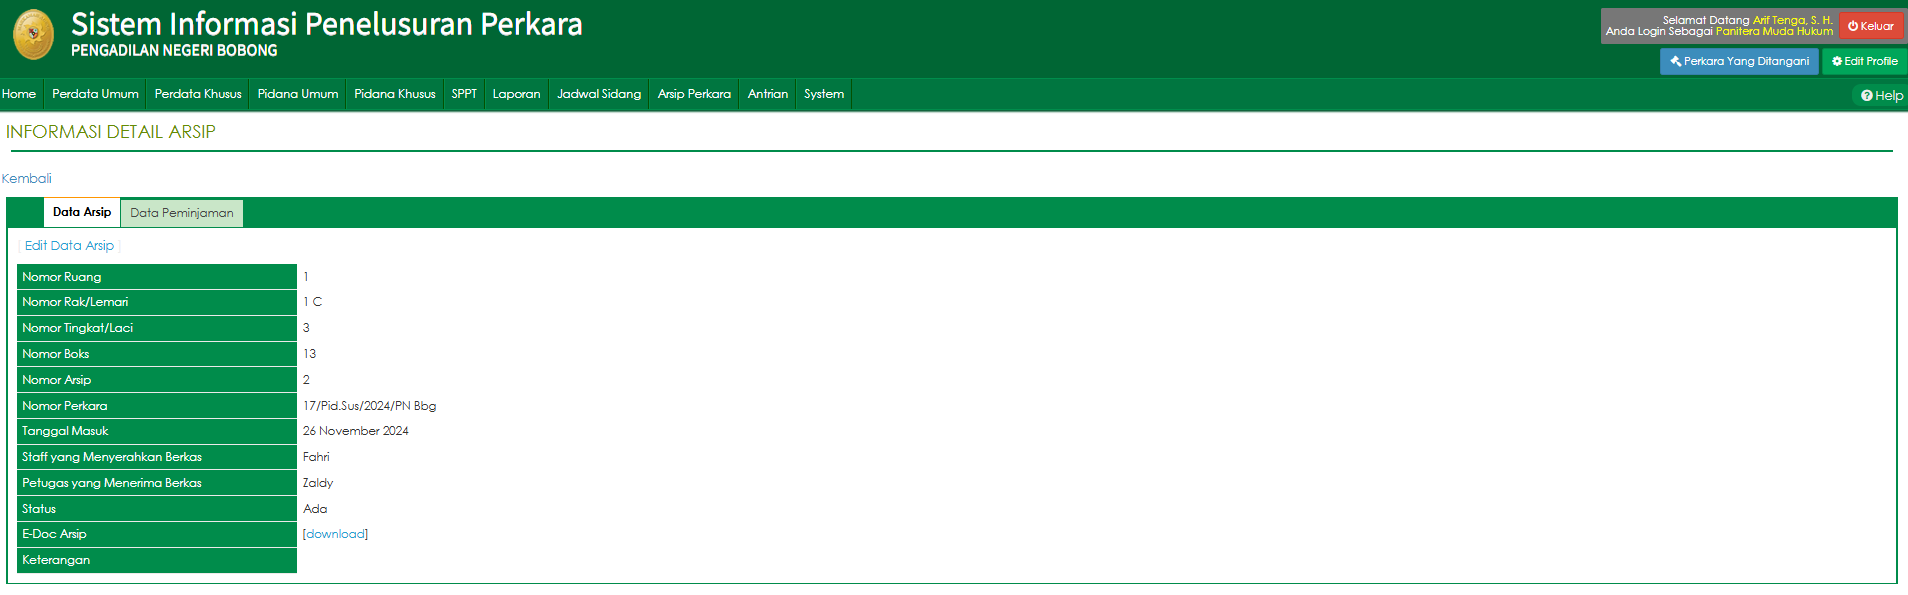 Sistem Informasi Penelusuran Perkara
PENGADILAN NEGERI BOBONG
Selamat Datang Arif Tenga, S. H.
Anda Login Sebagai Panitera Muda Hukum
Keluar
Perkara Yang Ditangani
Edit Profile
Home Perdata Umum Perdata Khusus Pidana Umum Pidana Khusus SPPT Laporan Jadwal Sidang Arsip Perkara Antrian System
Help
INFORMASI DETAIL ARSIP
Kembali
Data Arsip Data Peminjaman
| Edit Data Arsip |
Nomor Ruang 1
Nomor Rak/Lemari 1 C
Nomor Tingkat/Laci 3
Nomor Boks 13
Nomor Arsip 2
Nomor Perkara 17/Pid.Sus/2024/PN Bbg
Tanggal Masuk 26 November 2024
Staff yang Menyerahkan Berkas Fahri
Petugas yang Menerima Berkas Zaldy
Status Ada
E-Doc Arsip [download]
Keterangan